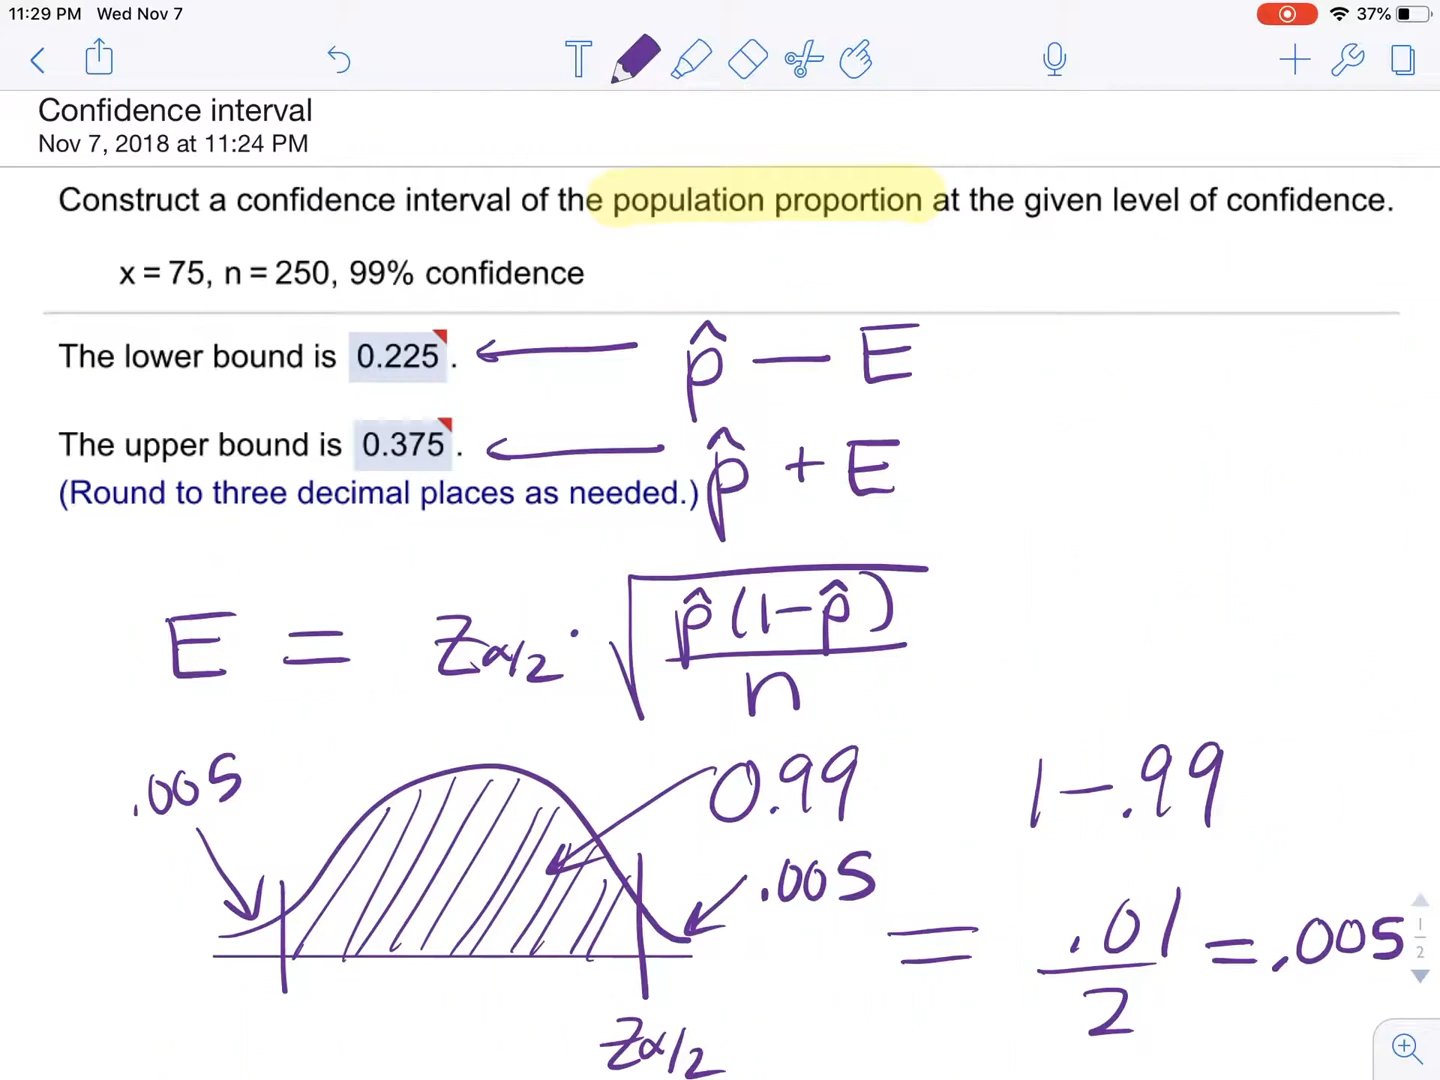 11:29 PM Wed Nov 7 37%
T
Confidence interval
Nov 7, 2018 at 11:24 PM
Construct a confidence interval of the population proportion at the given level of confidence.
x = 75, n = 250, 99% confidence
The lower bound is 0.225. ← p̂ — E
The upper bound is 0.375. ← p̂ + E
(Round to three decimal places as needed.)
E = Zα/2 · √(p̂(1-p̂)/n)
.005 0.99 1-.99
.005
= .01/2 = .005
Zα/2
1
2